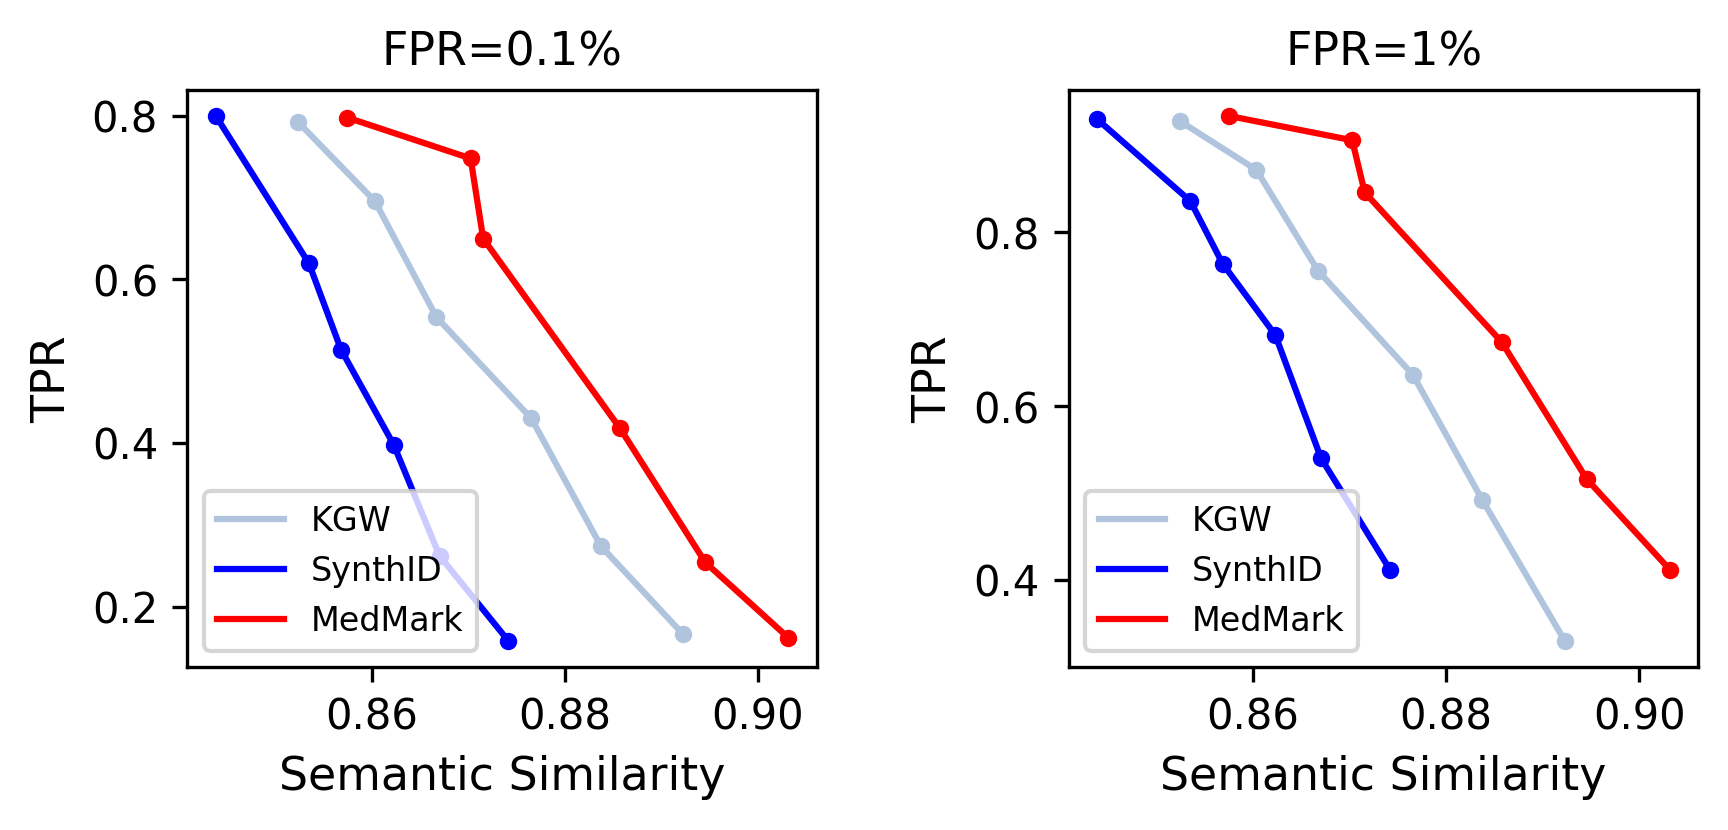 FPR=0.1%
0.8
0.6
0.4
0.2
TPR
KGW
SynthID
MedMark
0.86 0.88 0.90
Semantic Similarity
FPR=1%
0.8
0.6
0.4
TPR
KGW
SynthID
MedMark
0.86 0.88 0.90
Semantic Similarity